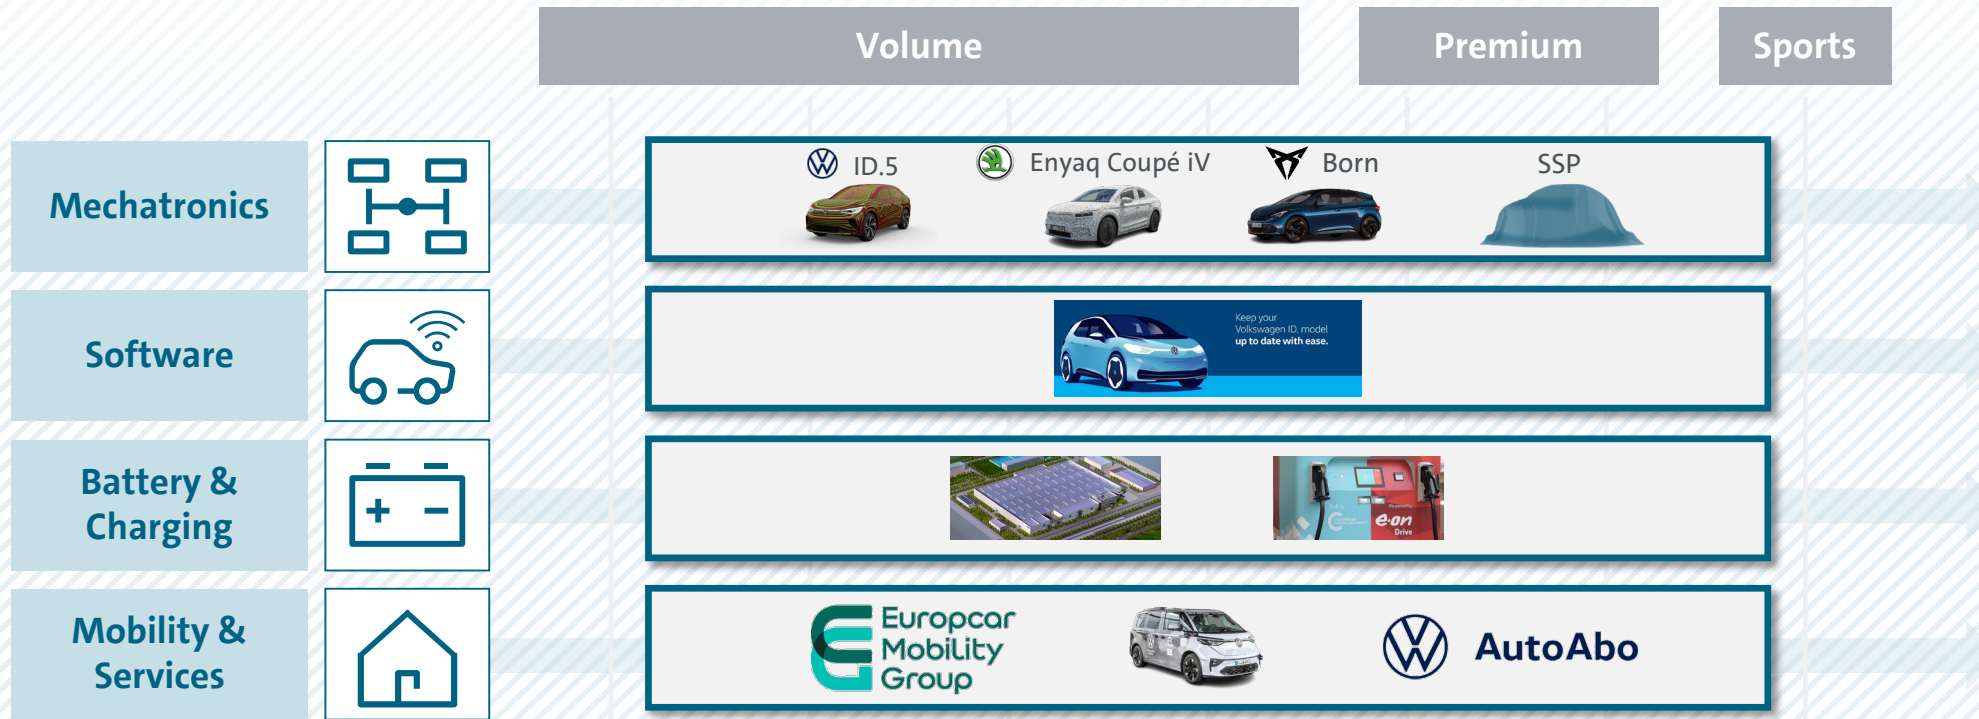 Volume
Premium
Sports
Mechatronics
ID.5
Enyaq Coupé iV
Born
SSP
Software
Keep your
Volkswagen ID. model
up to date with ease.
Battery &
Charging
e·on
Drive
Mobility &
Services
Europcar
Mobility
Group
AutoAbo